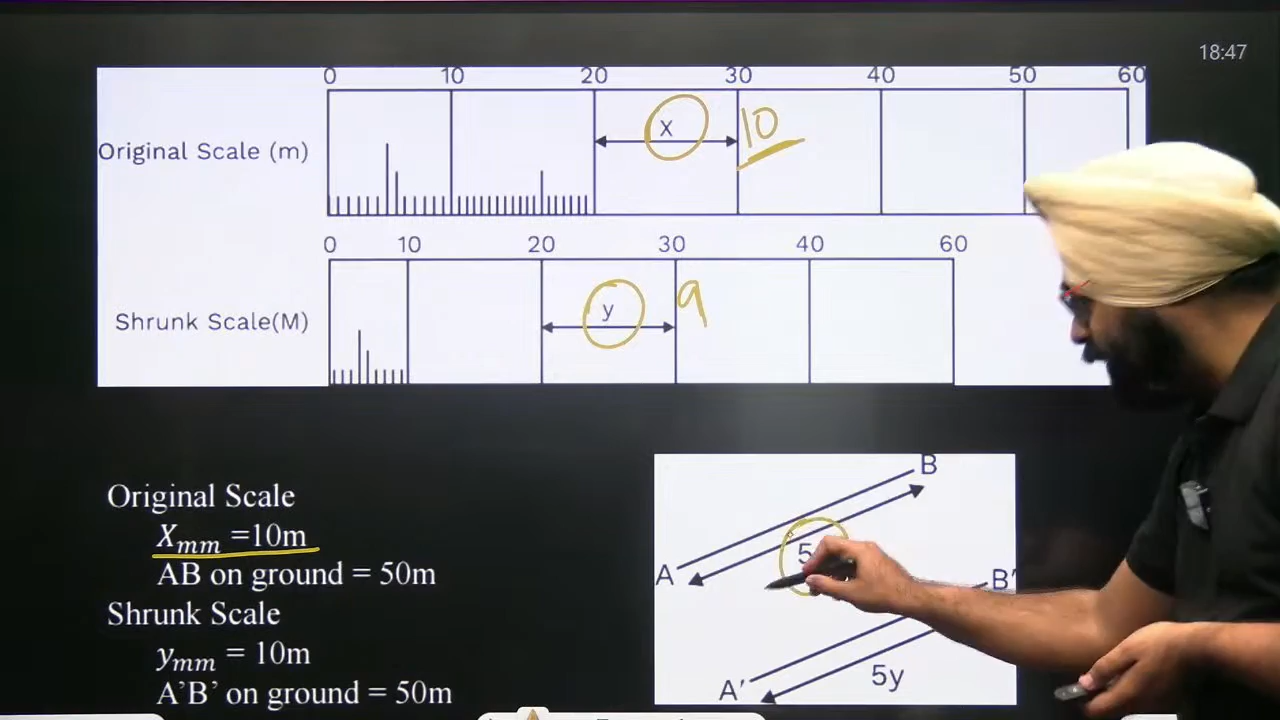 18:47
0 10 20 30 40 50 60
Original Scale (m)
x 10
0 10 20 30 40 60
Shrunk Scale(M)
y 9
Original Scale
Xmm =10m
AB on ground = 50m
Shrunk Scale
ymm = 10m
A’B’ on ground = 50m
B
5
A
B′
A′
5y